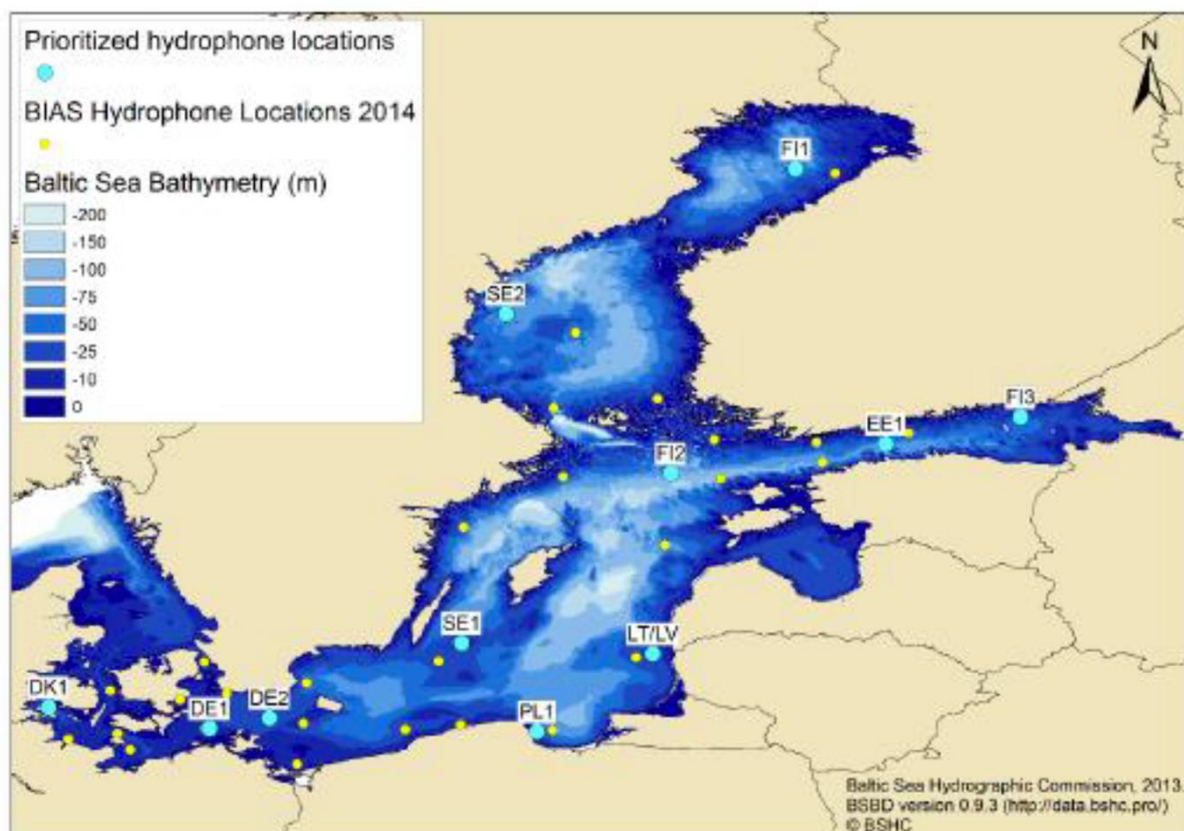 Prioritized hydrophone locations
BIAS Hydrophone Locations 2014
Baltic Sea Bathymetry (m)
-200
-150
-100
-75
-50
-25
-10
0
N
FI1
SE2
FI3
EE1
FI2
SE1
LT/LV
DK1
DE2
DE1
PL1
Baltic Sea Hydrographic Commission, 2013.
BSBD version 0.9.3 (http://data.bshc.pro/)
© BSHC